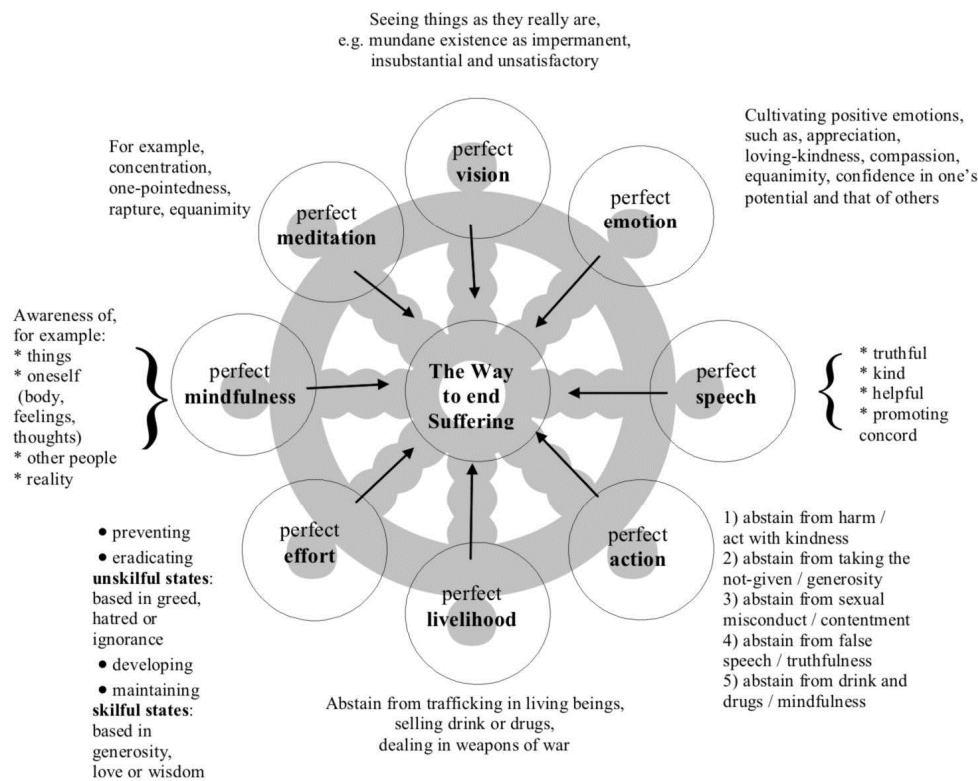 Seeing things as they really are,
e.g. mundane existence as impermanent,
insubstantial and unsatisfactory
perfect
vision
Cultivating positive emotions,
such as, appreciation,
loving-kindness, compassion,
equanimity, confidence in one's
potential and that of others
perfect
emotion
perfect
speech
* truthful
* kind
* helpful
* promoting
concord
perfect
action
1) abstain from harm /
act with kindness
2) abstain from taking the
not-given / generosity
3) abstain from sexual
misconduct / contentment
4) abstain from false
speech / truthfulness
5) abstain from drink and
drugs / mindfulness
perfect
livelihood
Abstain from trafficking in living beings,
selling drink or drugs,
dealing in weapons of war
perfect
effort
● preventing
● eradicating
unskilful states:
based in greed,
hatred or
ignorance
● developing
● maintaining
skilful states:
based in
generosity,
love or wisdom
perfect
mindfulness
Awareness of,
for example:
* things
* oneself
(body,
feelings,
thoughts)
* other people
* reality
perfect
meditation
For example,
concentration,
one-pointedness,
rapture, equanimity
The Way
to end
Suffering